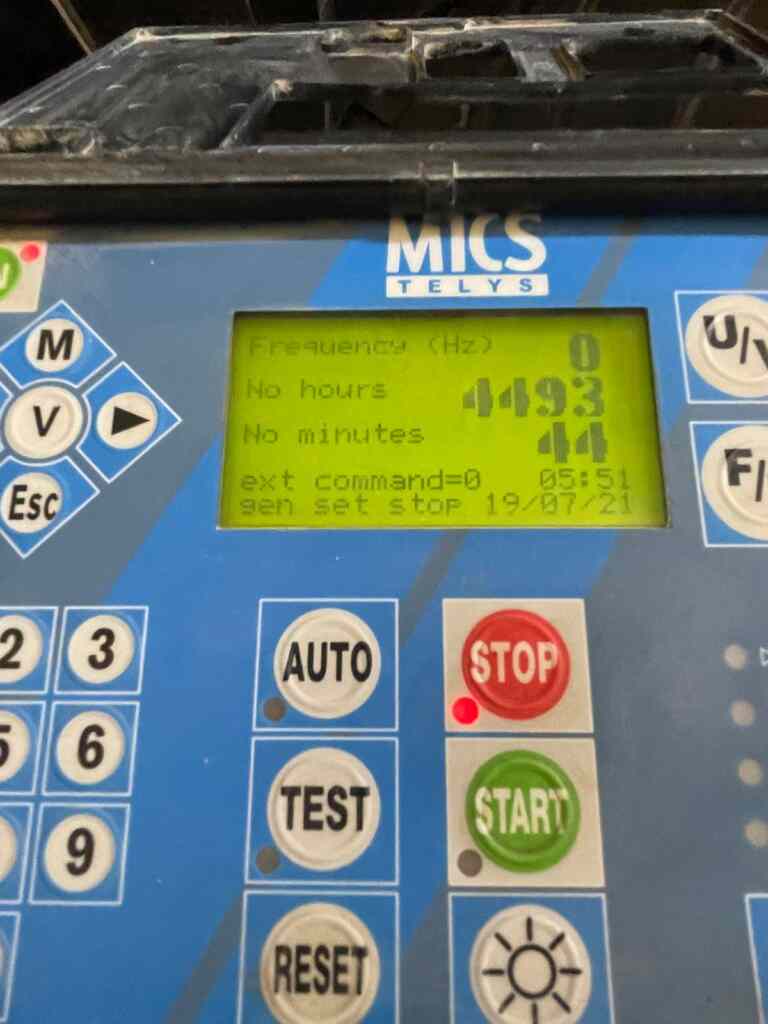 MICS
TELYS
Frequency (Hz) 0
No hours 4493
No minutes 44
ext command=0 05:51
gen set stop 19/07/21
M
V
Esc
U/V
F/
2 3
5 6
9
AUTO STOP
TEST START
RESET